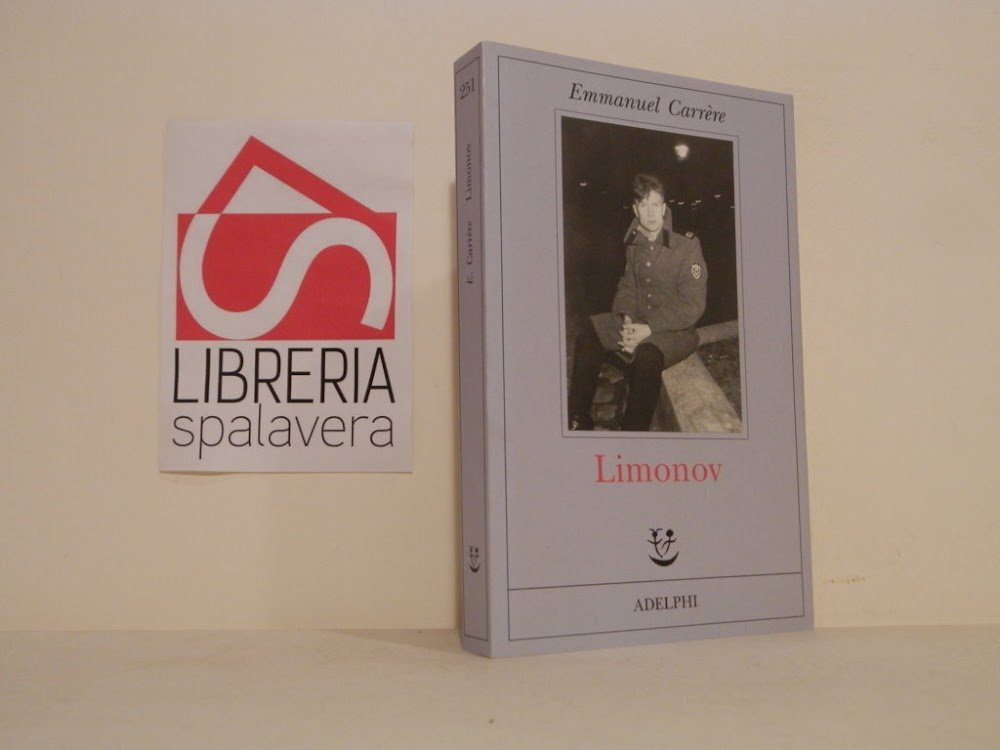 LIBRERIA
spalavera
251
E. Carrère Limonov
Emmanuel Carrère
Limonov
ADELPHI